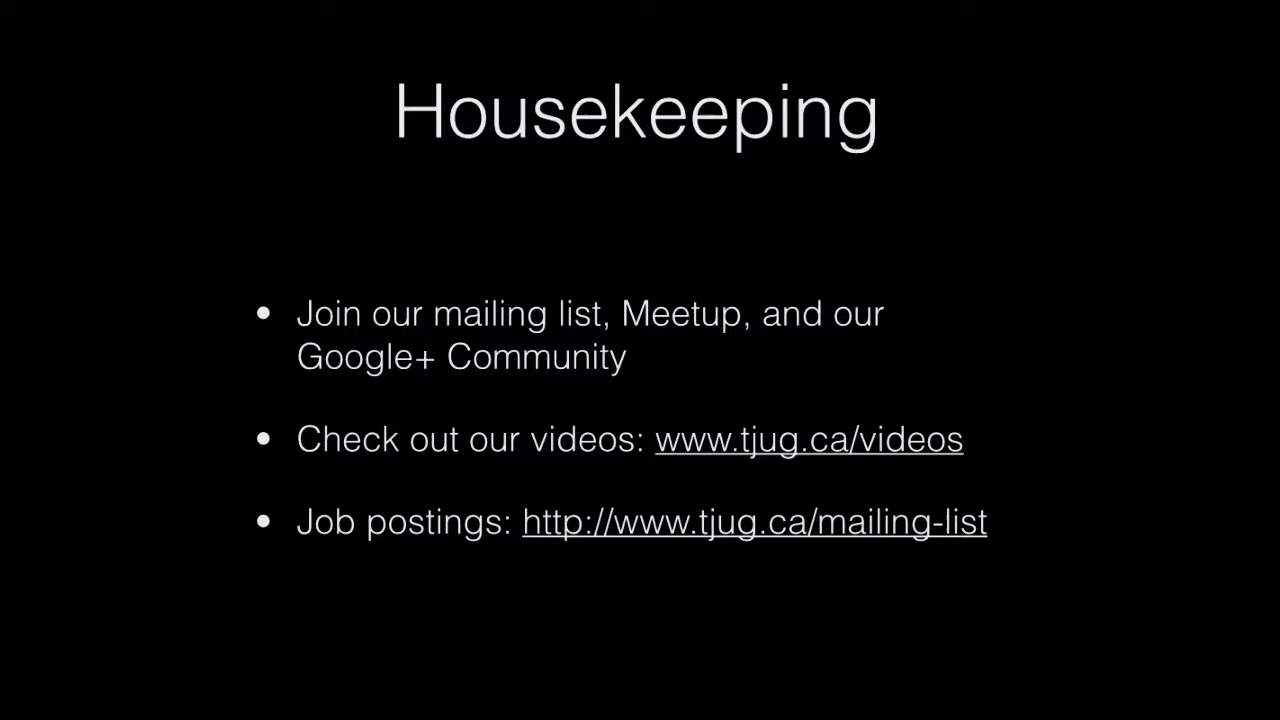 Housekeeping
• Join our mailing list, Meetup, and our
Google+ Community
• Check out our videos: www.tjug.ca/videos
• Job postings: http://www.tjug.ca/mailing-list